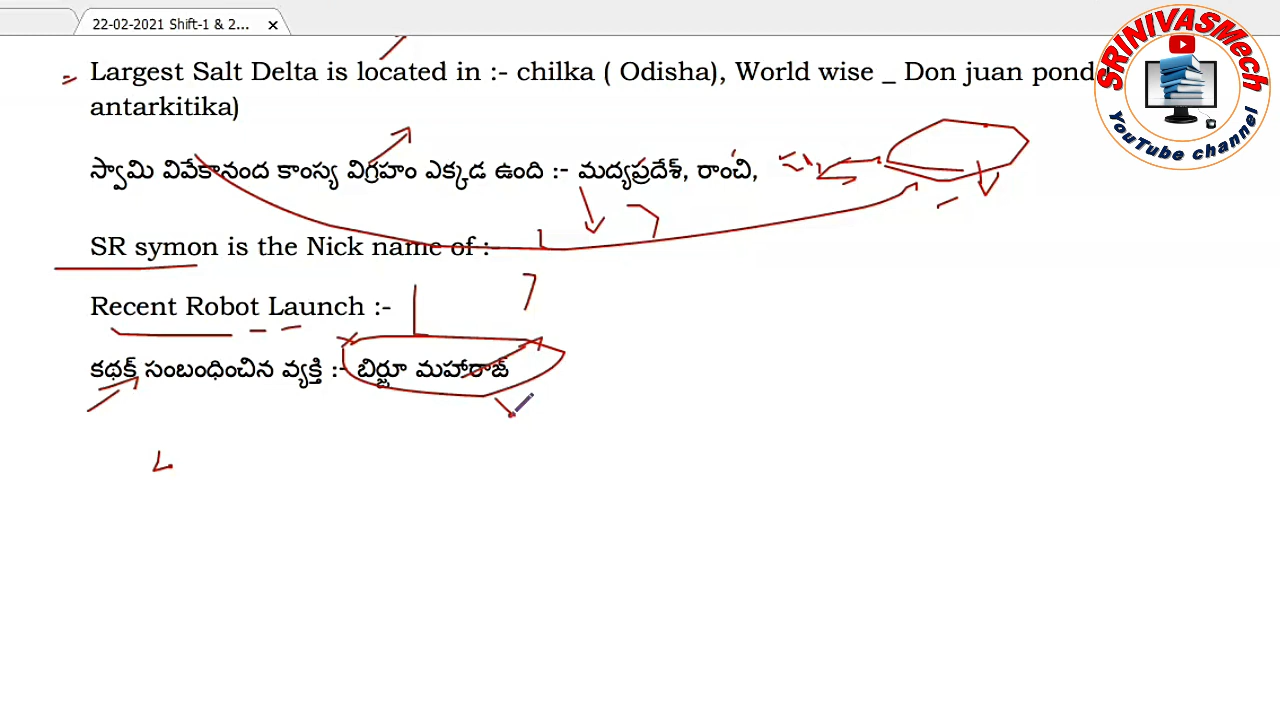 22-02-2021 Shift-1 & 2...
Largest Salt Delta is located in :- chilka ( Odisha), World wise _ Don juan pond
antarkitika)
స్వామి వివేకానంద కాంస్య విగ్రహం ఎక్కడ ఉంది :- మద్యప్రదేశ్, రాంచి,
SR symon is the Nick name of :-
Recent Robot Launch :-
కథక్ సంబంధించిన వ్యక్తి :- బిర్జూ మహారాజ్
SRINIVASMech
YouTube channel